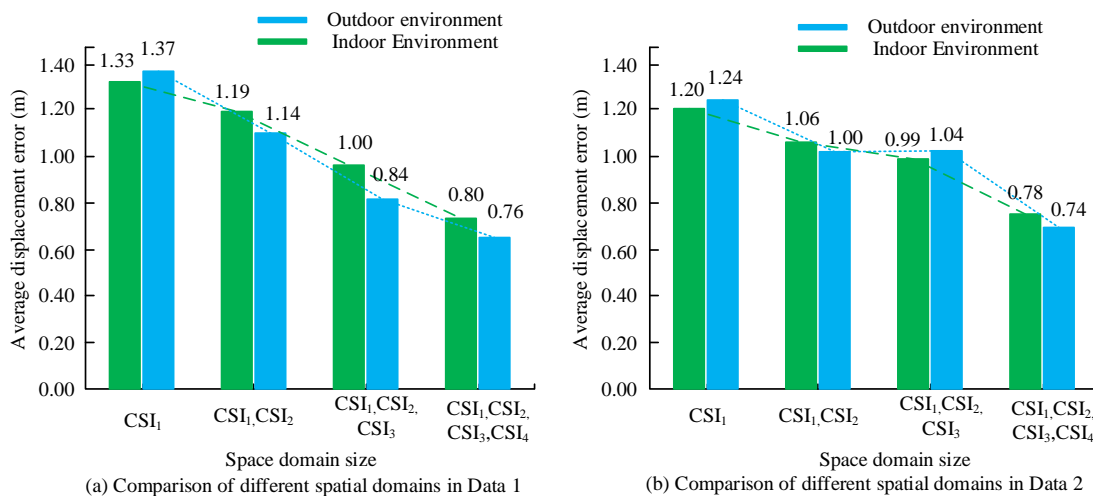 Outdoor environment
Indoor Environment
Average displacement error (m)
1.40
1.20
1.00
0.80
0.60
0.40
0.20
0.00
1.33
1.37
1.19
1.14
1.00
0.84
0.80
0.76
CSI₁
CSI₁,CSI₂
CSI₁,CSI₂,
CSI₃
CSI₁,CSI₂,
CSI₃,CSI₄
Space domain size
(a) Comparison of different spatial domains in Data 1
Outdoor environment
Indoor Environment
Average displacement error (m)
1.40
1.20
1.00
0.80
0.60
0.40
0.20
0.00
1.20
1.24
1.06
1.00
0.99
1.04
0.78
0.74
CSI₁
CSI₁,CSI₂
CSI₁,CSI₂,
CSI₃
CSI₁,CSI₂,
CSI₃,CSI₄
Space domain size
(b) Comparison of different spatial domains in Data 2